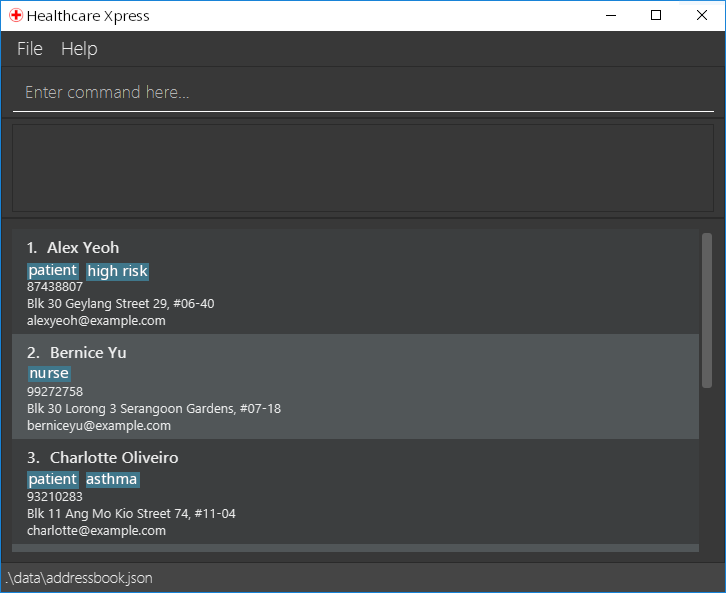 Healthcare Xpress
File Help
Enter command here...
1. Alex Yeoh
patient high risk
87438807
Blk 30 Geylang Street 29, #06-40
alexyeoh@example.com
2. Bernice Yu
nurse
99272758
Blk 30 Lorong 3 Serangoon Gardens, #07-18
berniceyu@example.com
3. Charlotte Oliveiro
patient asthma
93210283
Blk 11 Ang Mo Kio Street 74, #11-04
charlotte@example.com
.\data\addressbook.json